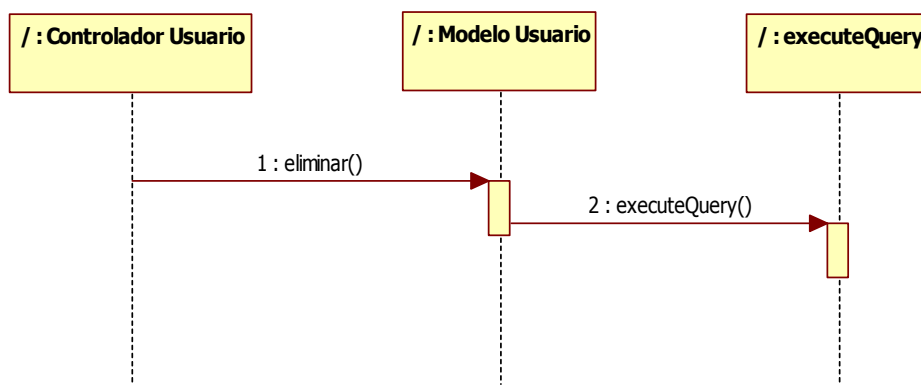 / : Controlador Usuario
/ : Modelo Usuario
/ : executeQuery
1 : eliminar()
2 : executeQuery()